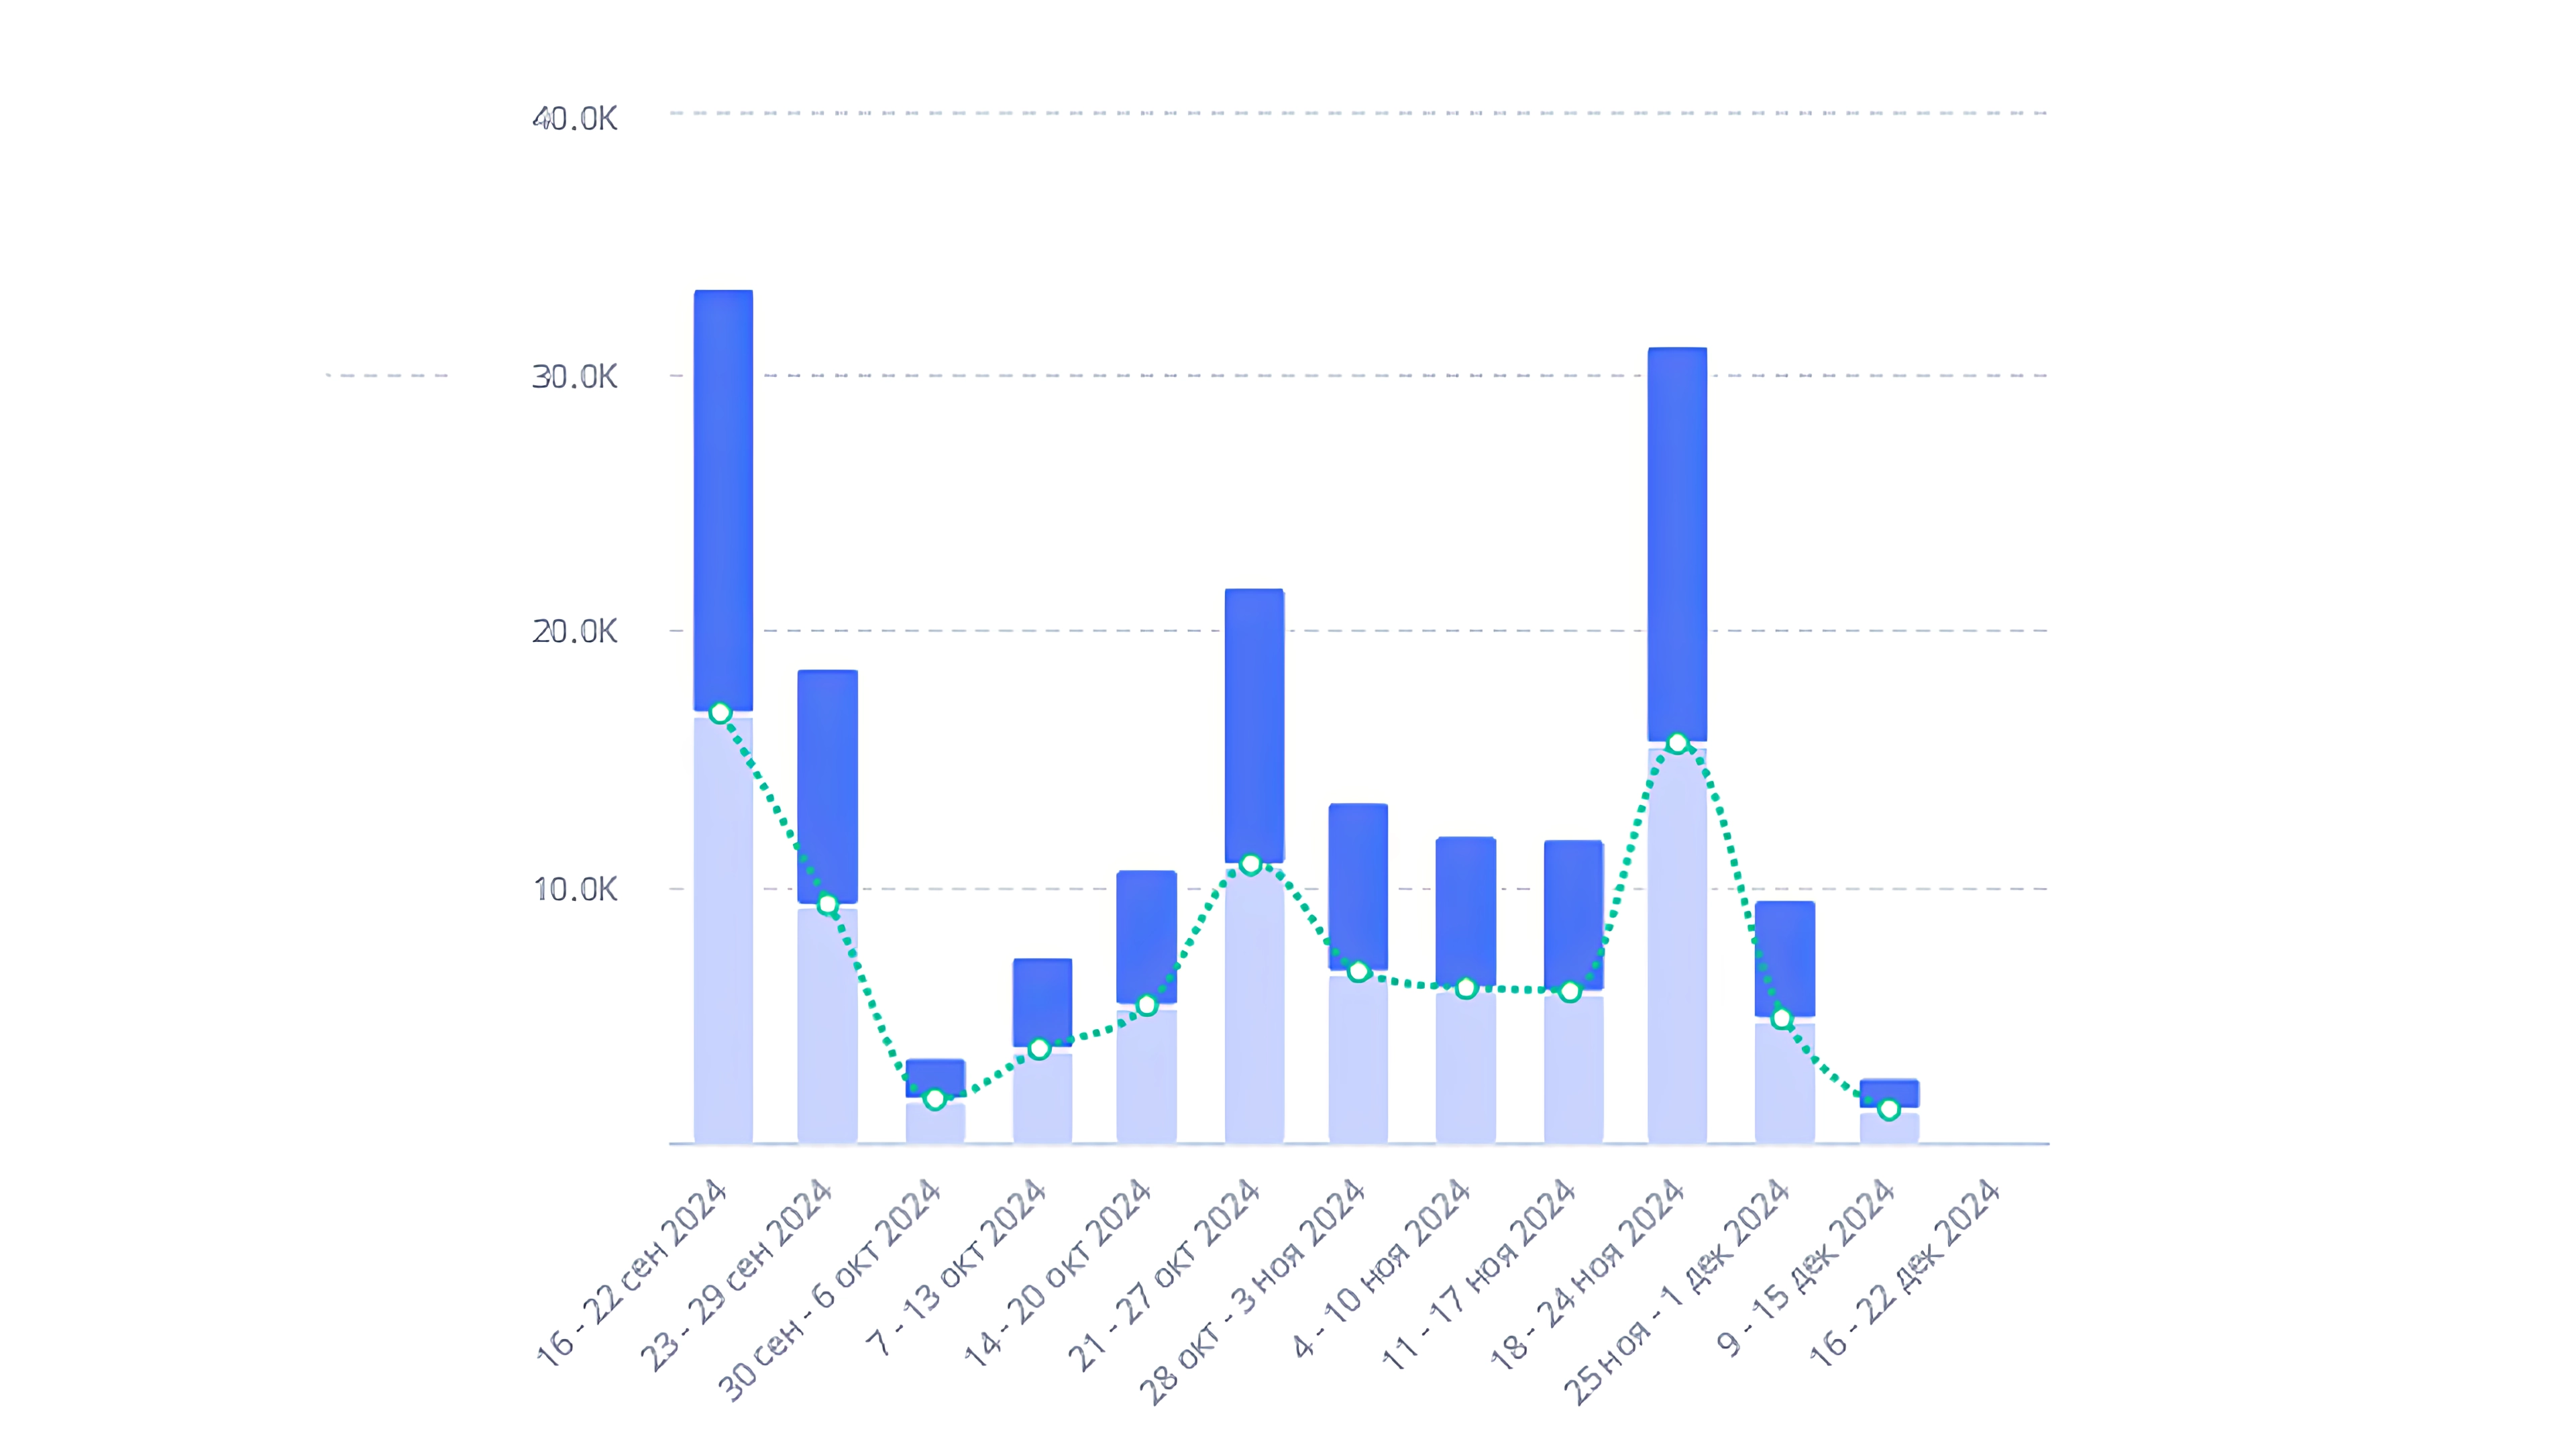 40.0K
30.0K
20.0K
10.0K
16 - 22 сен 2024
23 - 29 сен 2024
30 сен - 6 окт 2024
7 - 13 окт 2024
14 - 20 окт 2024
21 - 27 окт 2024
28 окт - 3 ноя 2024
4 - 10 ноя 2024
11 - 17 ноя 2024
18 - 24 ноя 2024
25 ноя - 1 дек 2024
9 - 15 дек 2024
16 - 22 дек 2024